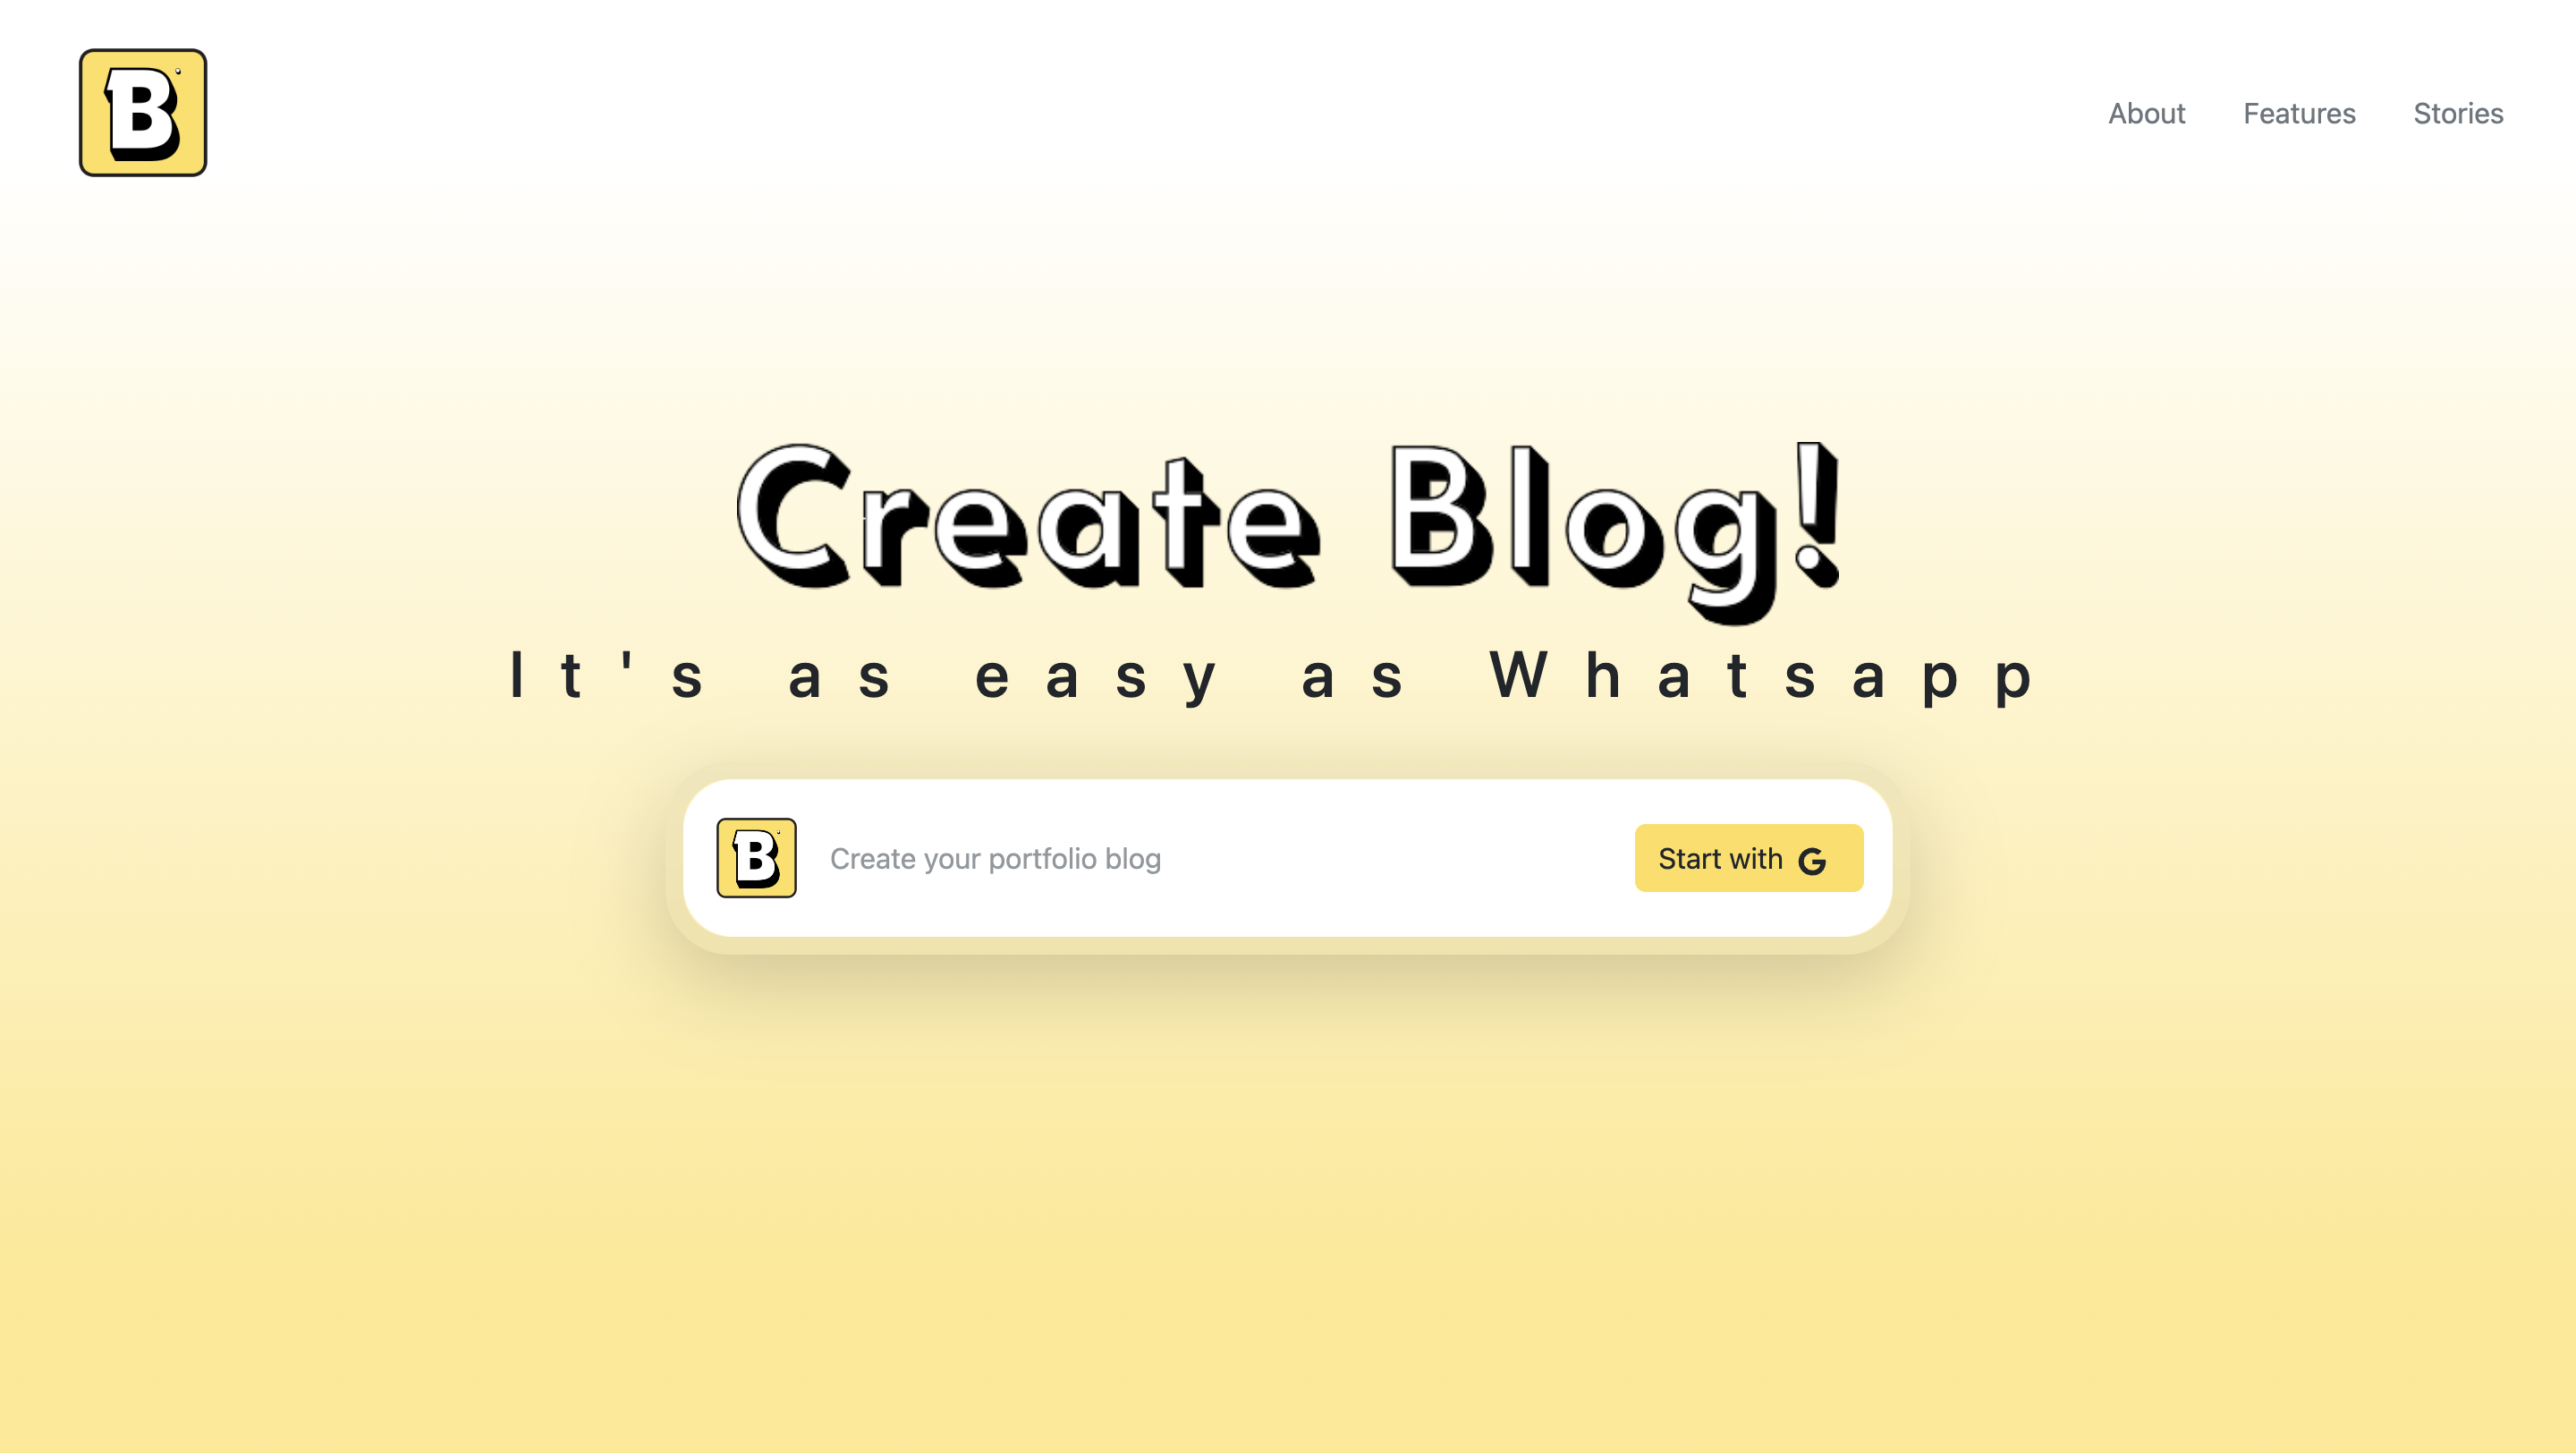 B
About Features Stories
Create Blog!
It's as easy as Whatsapp
B
Create your portfolio blog
Start with G